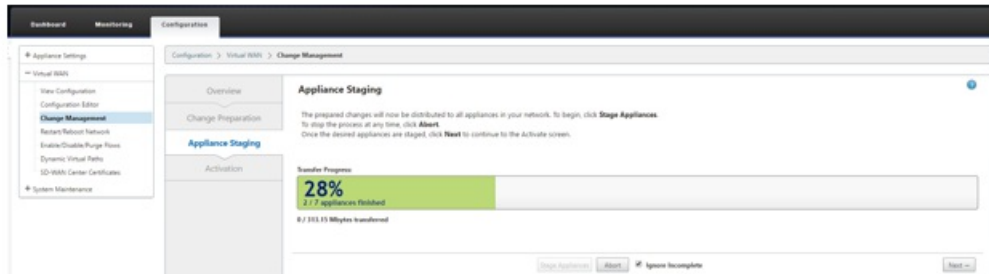 Dashboard Monitoring Configuration
+ Appliance Settings
− Virtual WAN
View Configuration
Configuration Editor
Change Management
Restart/Reboot Network
Enable/Disable/Purge Flows
Dynamic Virtual Paths
SD-WAN Center Certificates
+ System Maintenance
Configuration > Virtual WAN > Change Management
Overview
Change Preparation
Appliance Staging
Activation
Appliance Staging
The prepared changes will now be distributed to all appliances in your network. To begin, click Stage Appliances.
To stop the process at any time, click Abort.
Once the desired appliances are staged, click Next to continue to the Activate screen.
Transfer Progress:
28%
2 / 7 appliances finished
0 / 313.15 Mbytes transferred
Stage Appliances Abort Ignore Incomplete Next